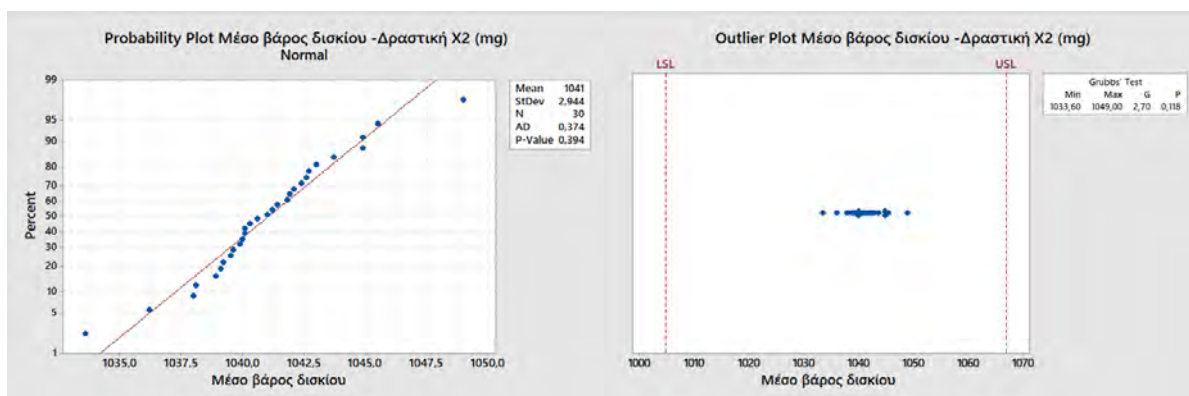 Probability Plot Μέσο βάρος δισκίου -Δραστική Χ2 (mg)
Normal
Percent
99
95
90
80
70
60
50
40
30
20
10
5
1
1035,0 1037,5 1040,0 1042,5 1045,0 1047,5 1050,0
Μέσο βάρος δισκίου
Mean 1041
StDev 2,944
N 30
AD 0,374
P-Value 0,394
Outlier Plot Μέσο βάρος δισκίου -Δραστική Χ2 (mg)
LSL USL
1000 1010 1020 1030 1040 1050 1060 1070
Μέσο βάρος δισκίου
Grubbs' Test
Min Max G P
1033,60 1049,00 2,70 0,118